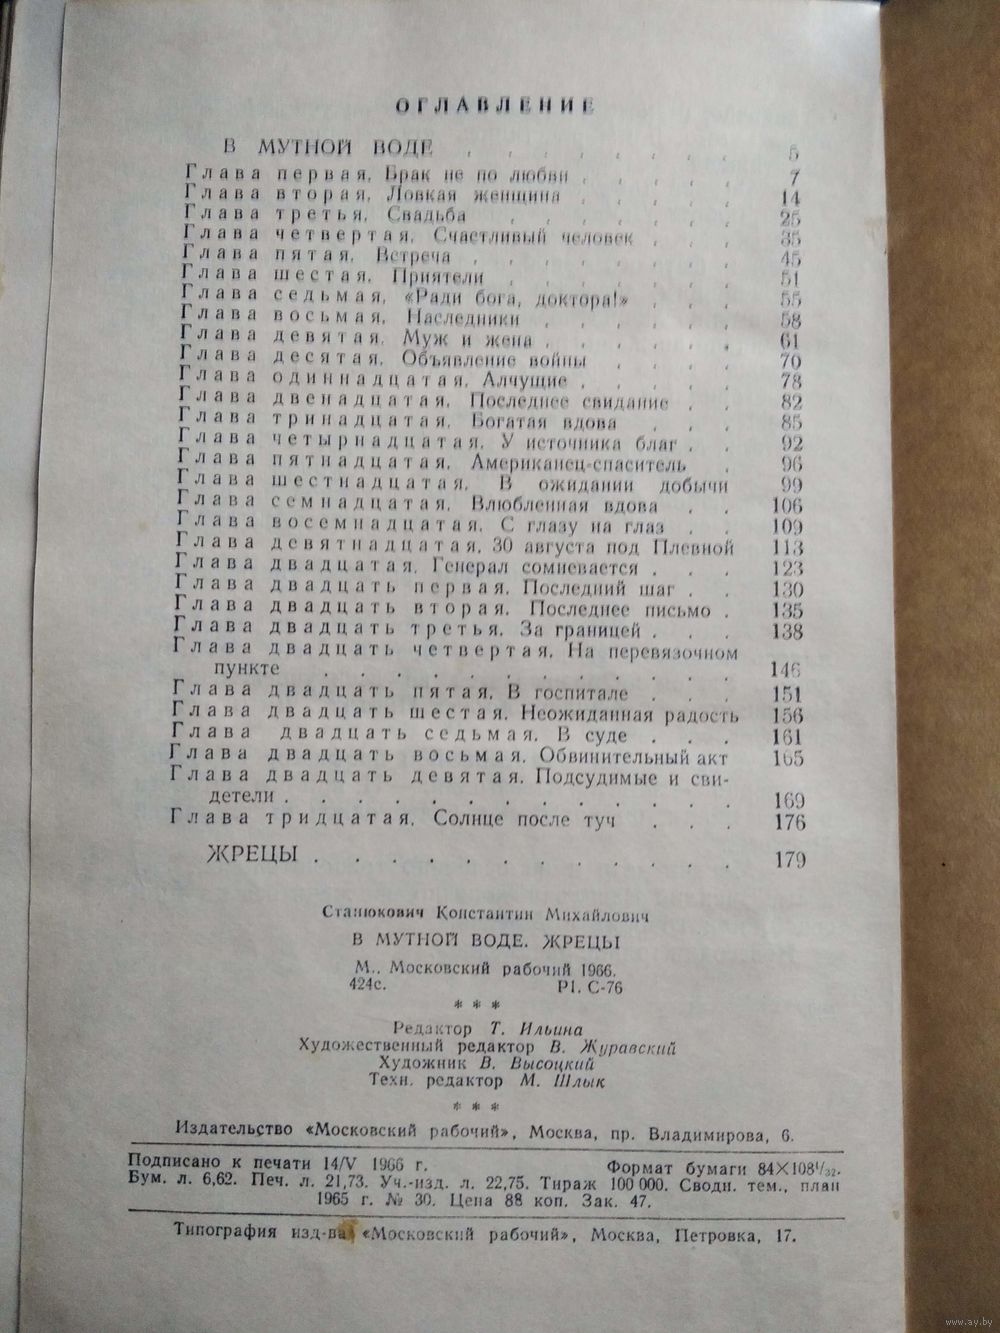 ОГЛАВЛЕНИЕ
В МУТНОЙ ВОДЕ . . . . . . . . 5
Глава первая. Брак не по любви . . . . . 7
Глава вторая. Ловкая женщина . . . . . 14
Глава третья. Свадьба . . . . . . 25
Глава четвертая. Счастливый человек . . . 35
Глава пятая. Встреча . . . . . . . 45
Глава шестая. Приятели . . . . . . 51
Глава седьмая. «Ради бога, доктора!» . . . 55
Глава восьмая. Наследники . . . . . . 58
Глава девятая. Муж и жена . . . . . . 61
Глава десятая. Объявление войны . . . . 70
Глава одиннадцатая. Алчущие . . . . . 78
Глава двенадцатая. Последнее свидание . . 82
Глава тринадцатая. Богатая вдова . . . 85
Глава четырнадцатая. У источника благ . . 92
Глава пятнадцатая. Американец-спаситель . 96
Глава шестнадцатая. В ожидании добычи 99
Глава семнадцатая. Влюбленная вдова . . 106
Глава восемнадцатая. С глазу на глаз . . 109
Глава девятнадцатая. 30 августа под Плевной 113
Глава двадцатая. Генерал сомневается . . . 123
Глава двадцать первая. Последний шаг . . 130
Глава двадцать вторая. Последнее письмо . 135
Глава двадцать третья. За границей . . . 138
Глава двадцать четвертая. На перевязочном
пункте . . . . . . . . . . . . 146
Глава двадцать пятая. В госпитале . . . 151
Глава двадцать шестая. Неожиданная радость 156
Глава двадцать седьмая. В суде . . . 161
Глава двадцать восьмая. Обвинительный акт 165
Глава двадцать девятая. Подсудимые и сви-
детели . . . . . . . . . . . . . 169
Глава тридцатая. Солнце после туч . . . 176
ЖРЕЦЫ . . . . . . . . . . . . 179
Станюкович Константин Михайлович
В МУТНОЙ ВОДЕ. ЖРЕЦЫ
М., Московский рабочий 1966.
424с. Р1. С-76
* * *
Редактор Т. Ильина
Художественный редактор В. Журавский
Художник В. Высоцкий
Техн. редактор М. Шлык
* * *
Издательство «Московский рабочий», Москва, пр. Владимирова, 6.
Подписано к печати 14/V 1966 г. Формат бумаги 84×108¹/₃₂.
Бум. л. 6,62. Печ. л. 21,73. Уч.-изд. л. 22,75. Тираж 100 000. Сводн. тем., план
1965 г. № 30. Цена 88 коп. Зак. 47.
Типография изд-ва «Московский рабочий», Москва, Петровка, 17.
www.ay.by